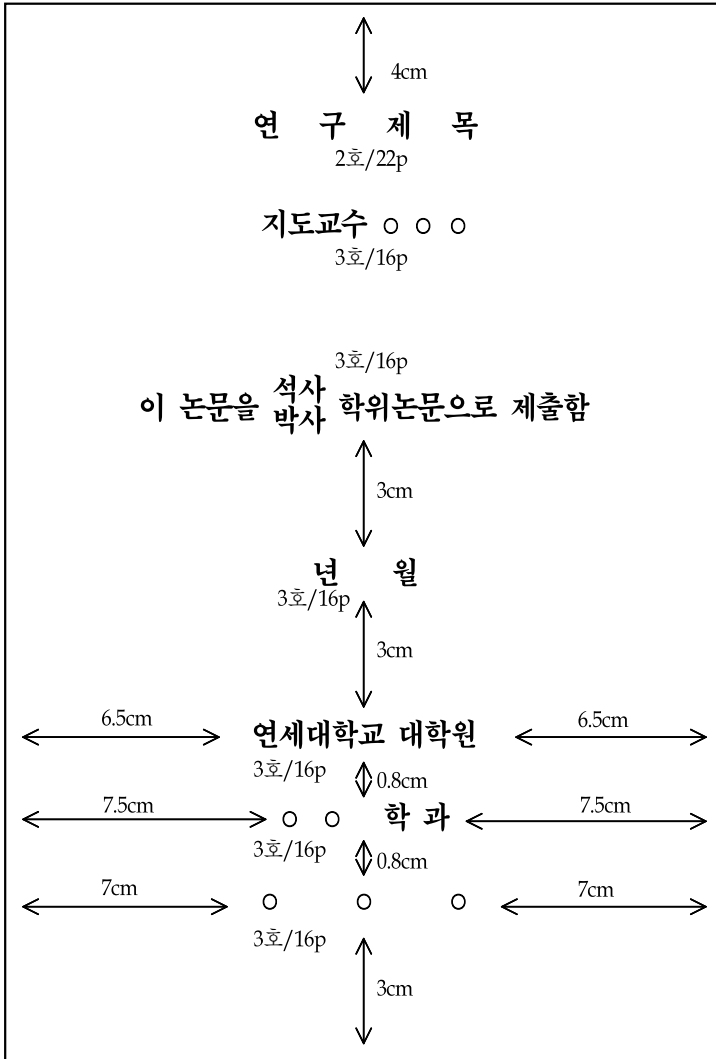 4cm
연 구 제 목
2호/22p
지도교수 ○ ○ ○
3호/16p
3호/16p
이 논문을 석사 박사 학위논문으로 제출함
3cm
년 월
3호/16p
3cm
6.5cm 연세대학교 대학원 6.5cm
3호/16p 0.8cm
7.5cm ○ ○ 학 과 7.5cm
3호/16p 0.8cm
7cm ○ ○ ○ 7cm
3호/16p
3cm